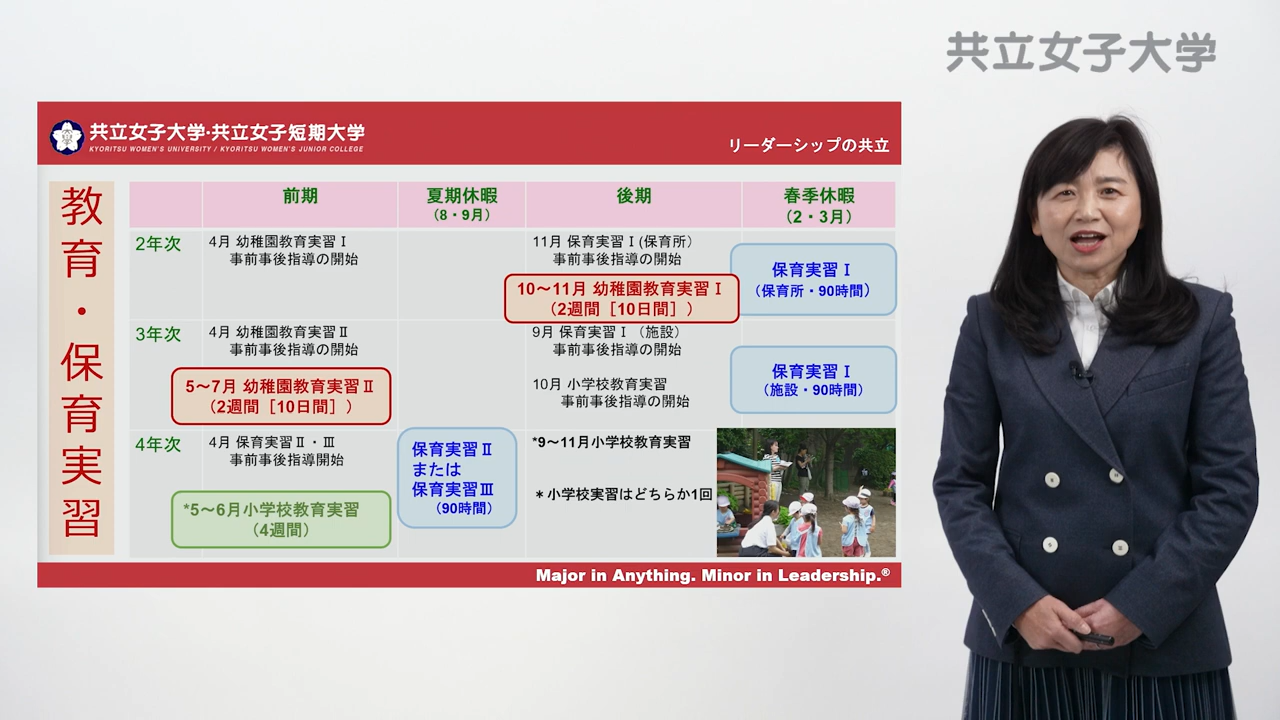 共立女子大学
共立女子大学・共立女子短期大学
KYORITSU WOMEN'S UNIVERSITY / KYORITSU WOMEN'S JUNIOR COLLEGE
リーダーシップの共立
教育・保育実習
前期
夏期休暇
（8・9月）
後期
春季休暇
（2・3月）
2年次
4月 幼稚園教育実習Ⅰ
事前事後指導の開始
11月 保育実習Ⅰ(保育所）
事前事後指導の開始
10〜11月 幼稚園教育実習Ⅰ
（2週間［10日間］）
保育実習Ⅰ
（保育所・90時間）
3年次
4月 幼稚園教育実習Ⅱ
事前事後指導の開始
5〜7月 幼稚園教育実習Ⅱ
（2週間［10日間］）
9月 保育実習Ⅰ（施設）
事前事後指導の開始
10月 小学校教育実習
事前事後指導の開始
保育実習Ⅰ
（施設・90時間）
4年次
4月 保育実習Ⅱ・Ⅲ
事前事後指導開始
*5〜6月小学校教育実習
（4週間）
保育実習Ⅱ
または
保育実習Ⅲ
（90時間）
*9〜11月小学校教育実習
＊小学校実習はどちらか1回
Major in Anything. Minor in Leadership.®